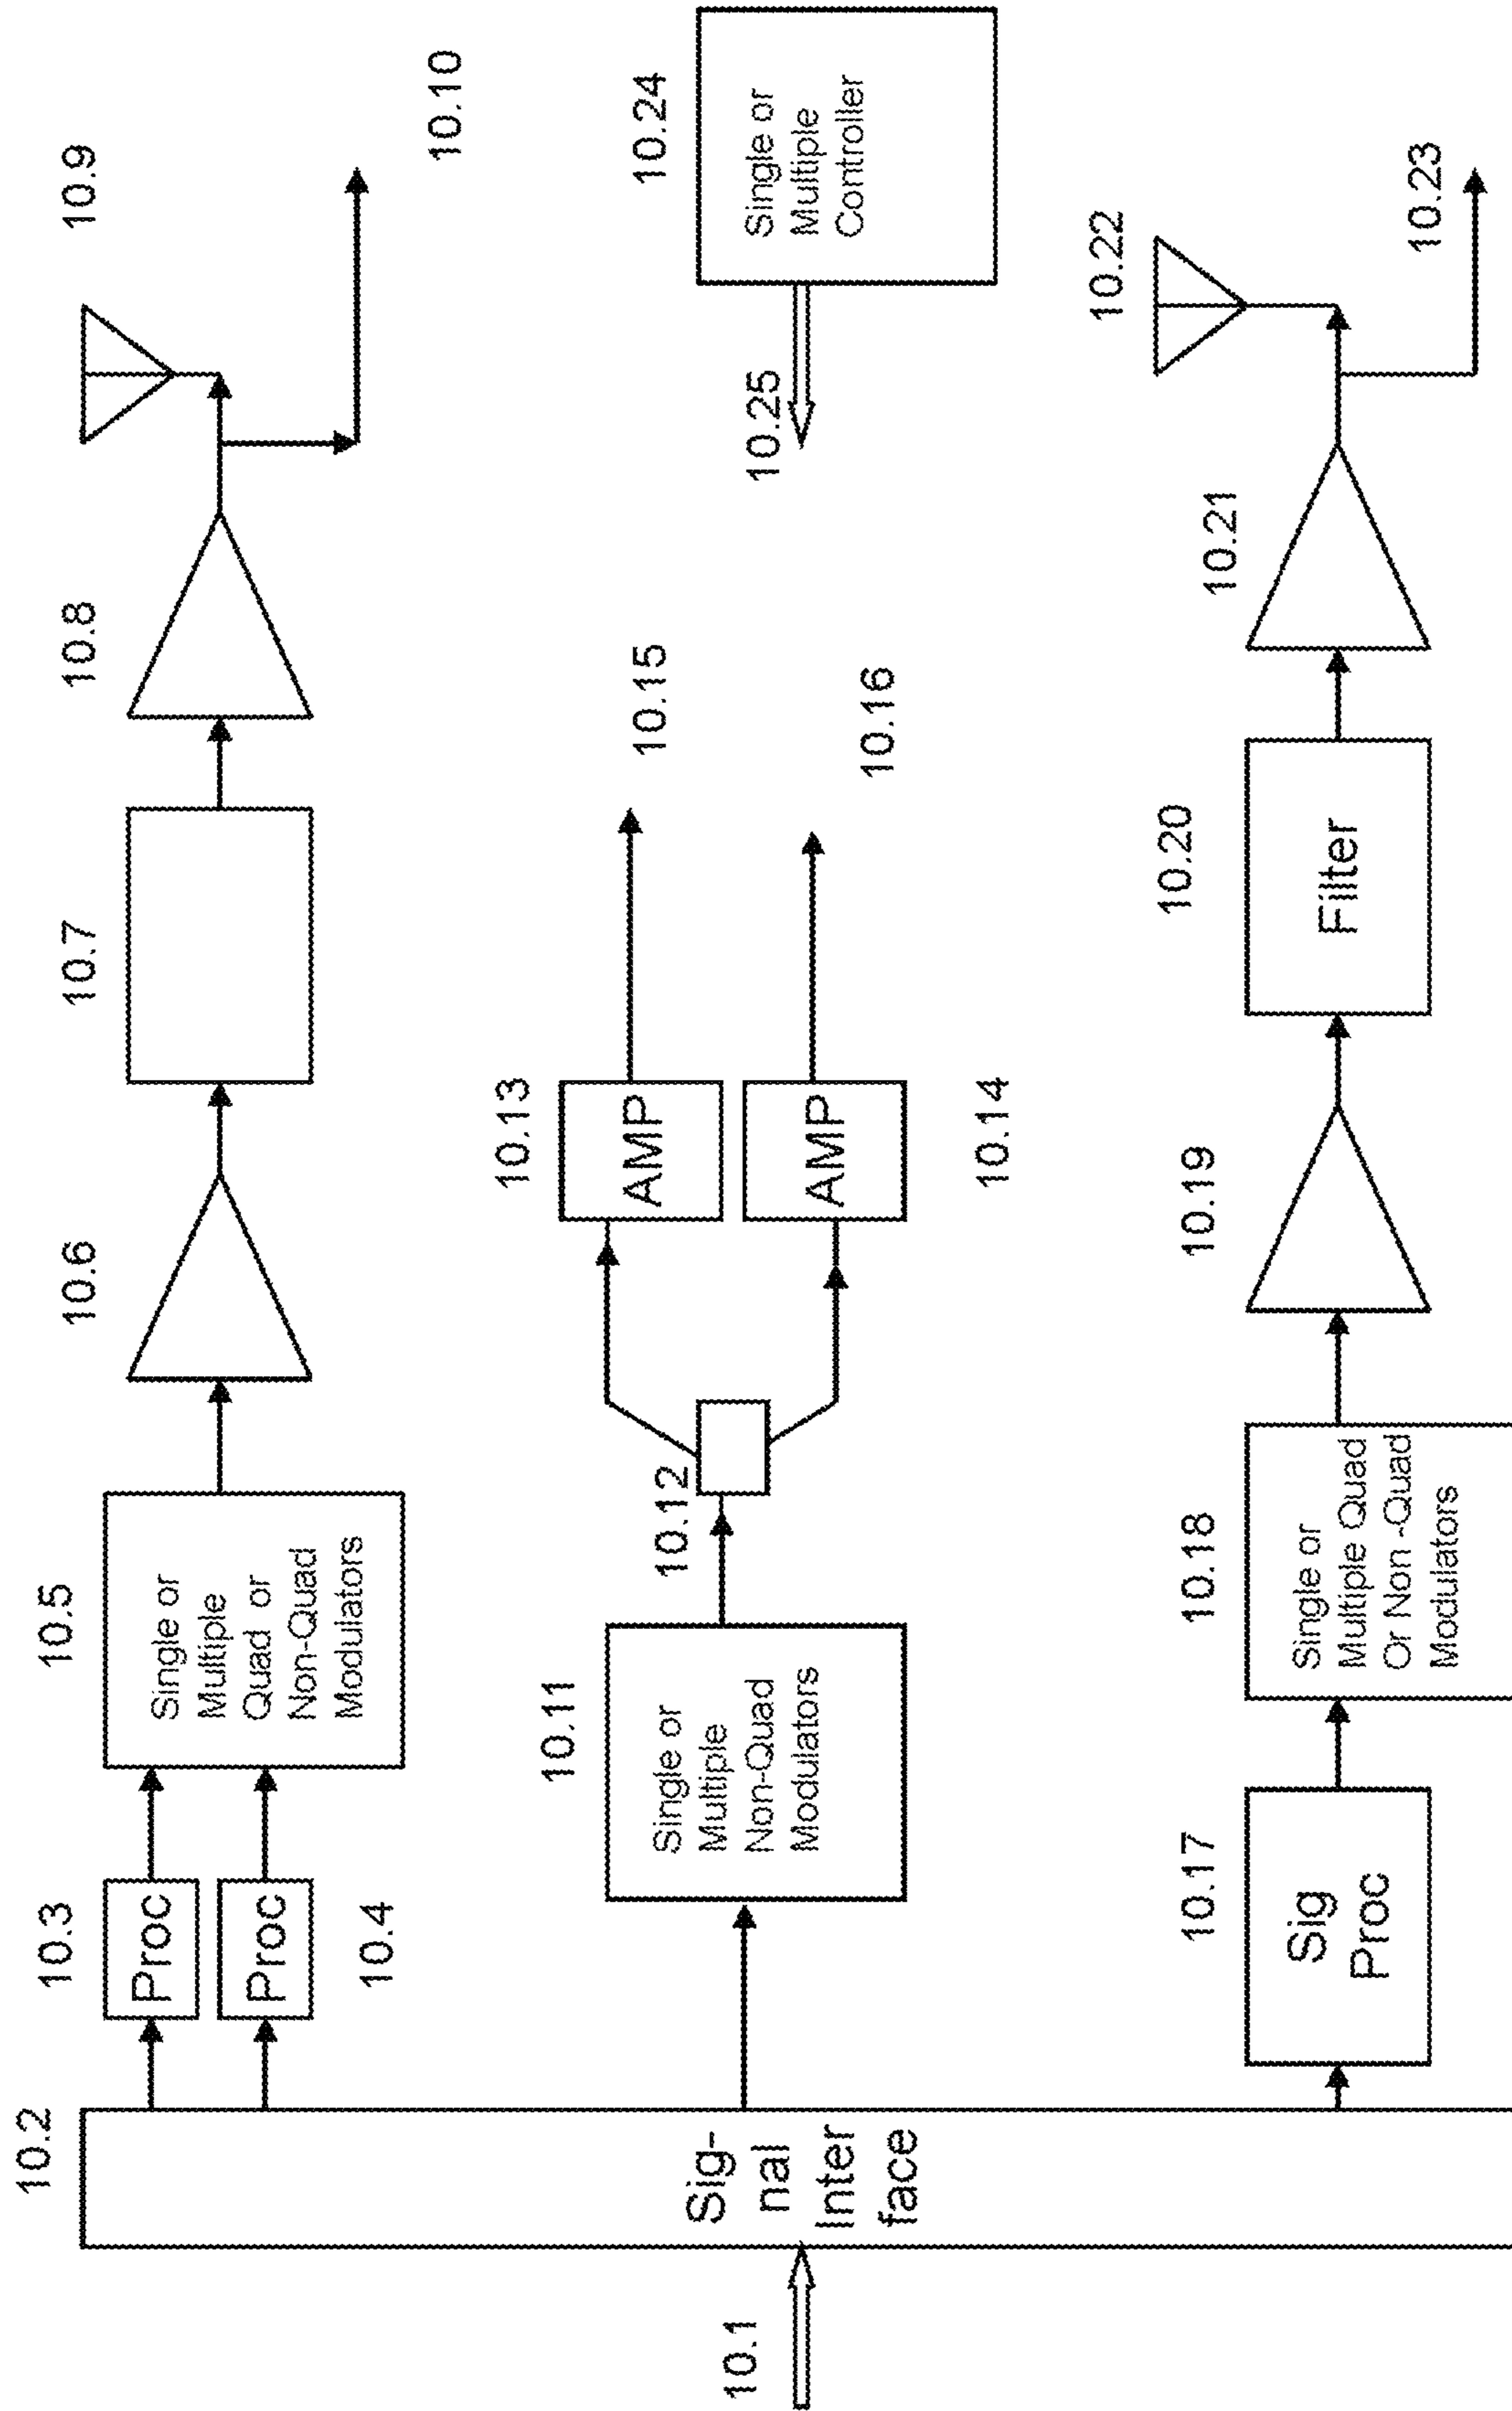 10.1
10.2
Sig-
nal
Inter
face
10.3
Proc
Proc
10.4
10.5
Single or
Multiple
Quad or
Non-Quad
Modulators
10.6
10.7
10.8
10.9
10.10
10.11
Single or
Multiple
Non-Quad
Modulators
10.12
10.13
AMP
AMP
10.14
10.15
10.16
10.24
Single or
Multiple
Controller
10.25
10.17
Sig
Proc
10.18
Single or
Multiple Quad
Or Non -Quad
Modulators
10.19
10.20
Filter
10.21
10.22
10.23